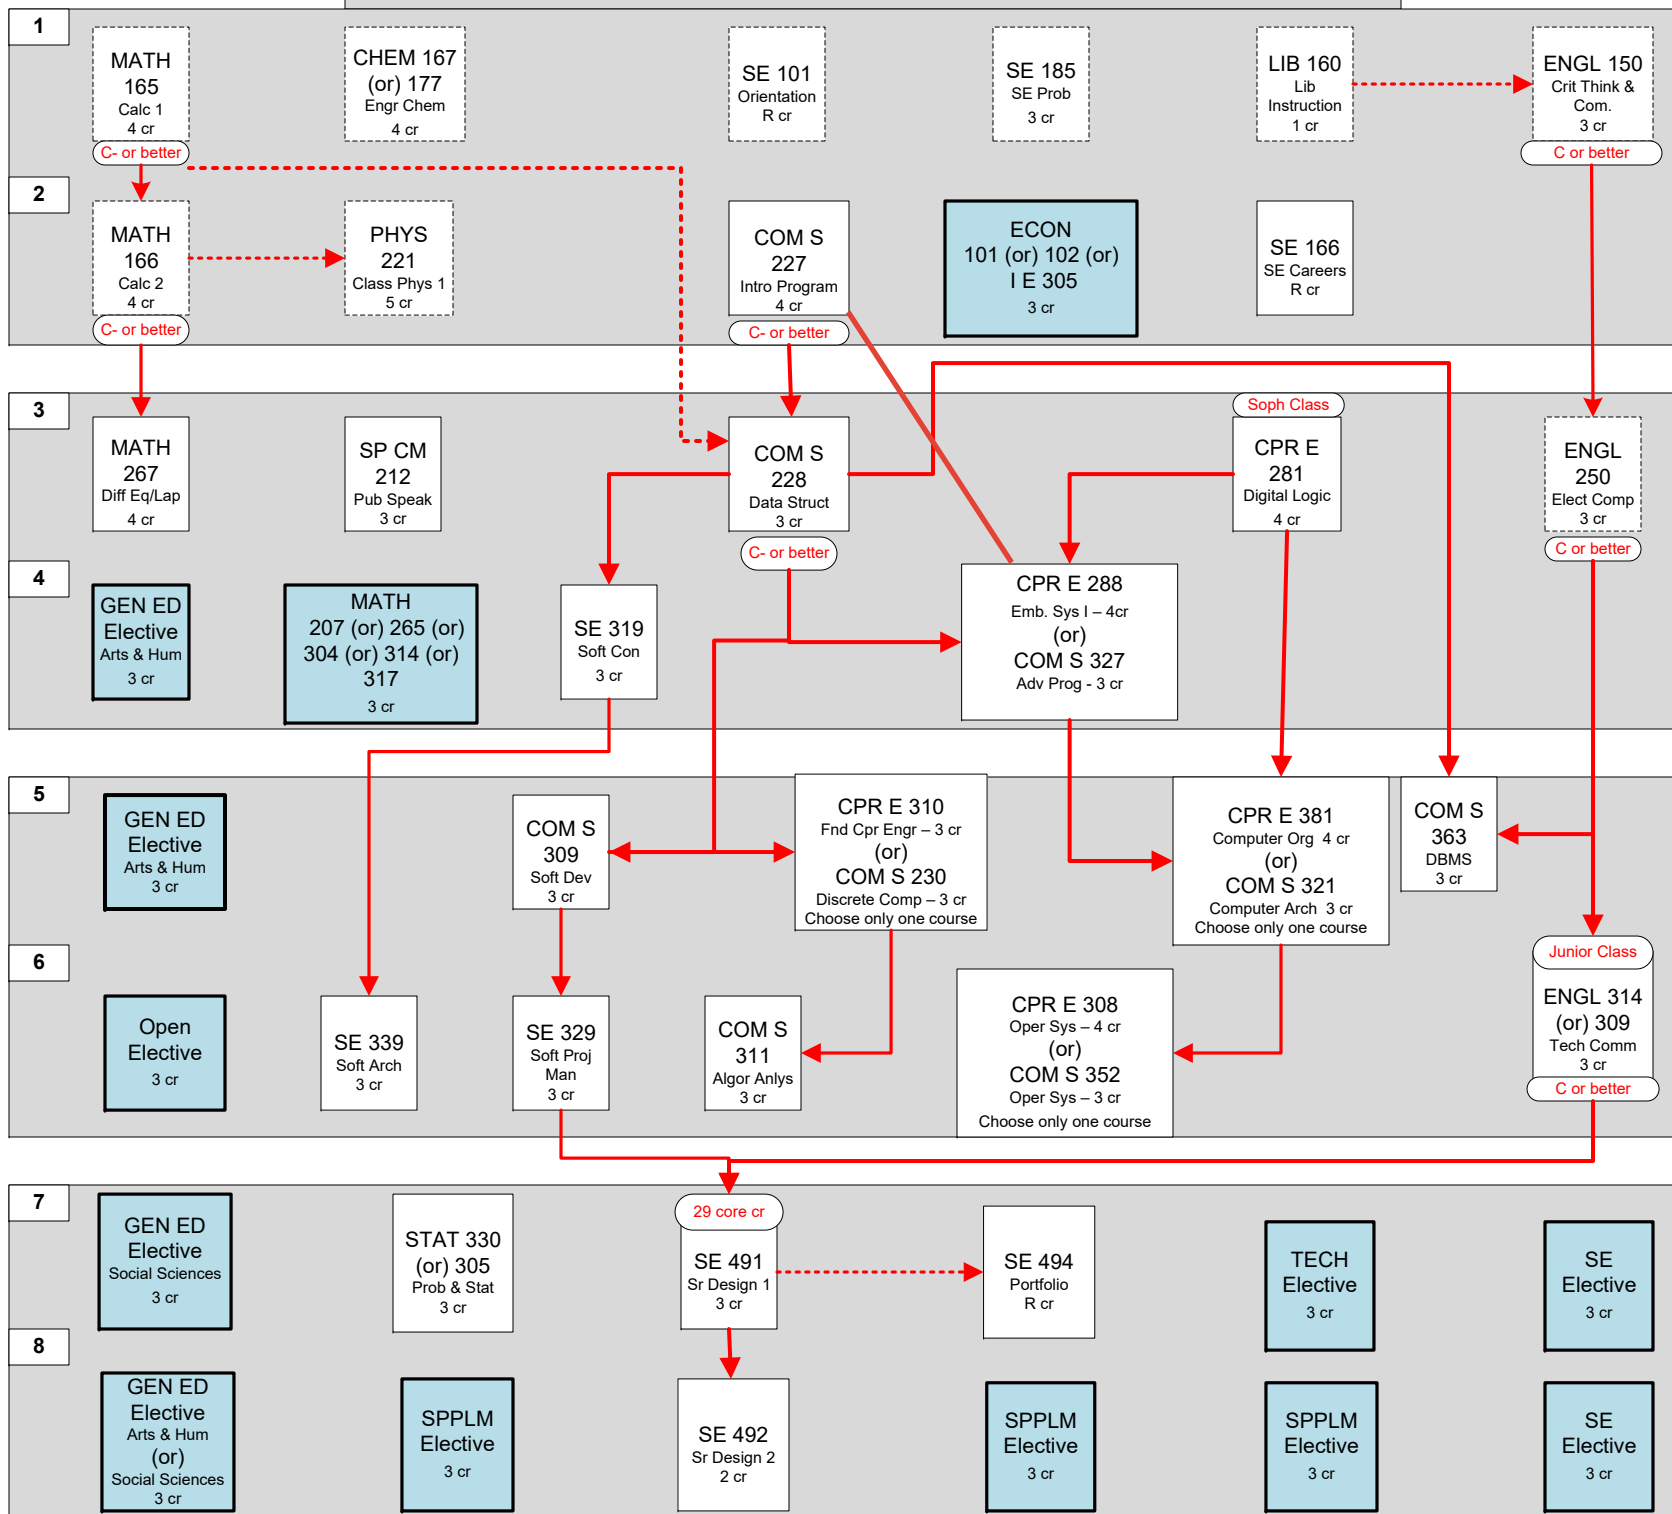 1
MATH
165
Calc 1
4 cr
C- or better
CHEM 167
(or) 177
Engr Chem
4 cr
SE 101
Orientation
R cr
SE 185
SE Prob
3 cr
LIB 160
Lib
Instruction
1 cr
ENGL 150
Crit Think &
Com.
3 cr
C or better
2
MATH
166
Calc 2
4 cr
C- or better
PHYS
221
Class Phys 1
5 cr
COM S
227
Intro Program
4 cr
C- or better
ECON
101 (or) 102 (or)
I E 305
3 cr
SE 166
SE Careers
R cr
3
MATH
267
Diff Eq/Lap
4 cr
SP CM
212
Pub Speak
3 cr
COM S
228
Data Struct
3 cr
C- or better
Soph Class
CPR E
281
Digital Logic
4 cr
ENGL
250
Elect Comp
3 cr
C or better
4
GEN ED
Elective
Arts & Hum
3 cr
MATH
207 (or) 265 (or)
304 (or) 314 (or)
317
3 cr
SE 319
Soft Con
3 cr
CPR E 288
Emb. Sys I – 4cr
(or)
COM S 327
Adv Prog - 3 cr
5
GEN ED
Elective
Arts & Hum
3 cr
COM S
309
Soft Dev
3 cr
CPR E 310
Fnd Cpr Engr – 3 cr
(or)
COM S 230
Discrete Comp – 3 cr
Choose only one course
CPR E 381
Computer Org 4 cr
(or)
COM S 321
Computer Arch 3 cr
Choose only one course
COM S
363
DBMS
3 cr
6
Open
Elective
3 cr
SE 339
Soft Arch
3 cr
SE 329
Soft Proj
Man
3 cr
COM S
311
Algor Anlys
3 cr
CPR E 308
Oper Sys – 4 cr
(or)
COM S 352
Oper Sys – 3 cr
Choose only one course
Junior Class
ENGL 314
(or) 309
Tech Comm
3 cr
C or better
7
GEN ED
Elective
Social Sciences
3 cr
STAT 330
(or) 305
Prob & Stat
3 cr
29 core cr
SE 491
Sr Design 1
3 cr
SE 494
Portfolio
R cr
TECH
Elective
3 cr
SE
Elective
3 cr
8
GEN ED
Elective
Arts & Hum
(or)
Social Sciences
3 cr
SPPLM
Elective
3 cr
SE 492
Sr Design 2
2 cr
SPPLM
Elective
3 cr
SPPLM
Elective
3 cr
SE
Elective
3 cr